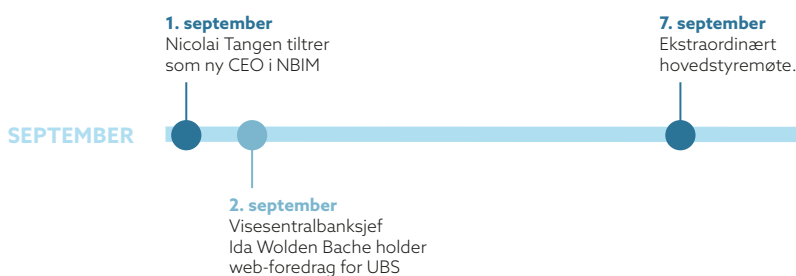 1. september
Nicolai Tangen tiltrer
som ny CEO i NBIM
7. september
Ekstraordinært
hovedstyremøte.
SEPTEMBER
2. september
Visesentralbanksjef
Ida Wolden Bache holder
web-foredrag for UBS